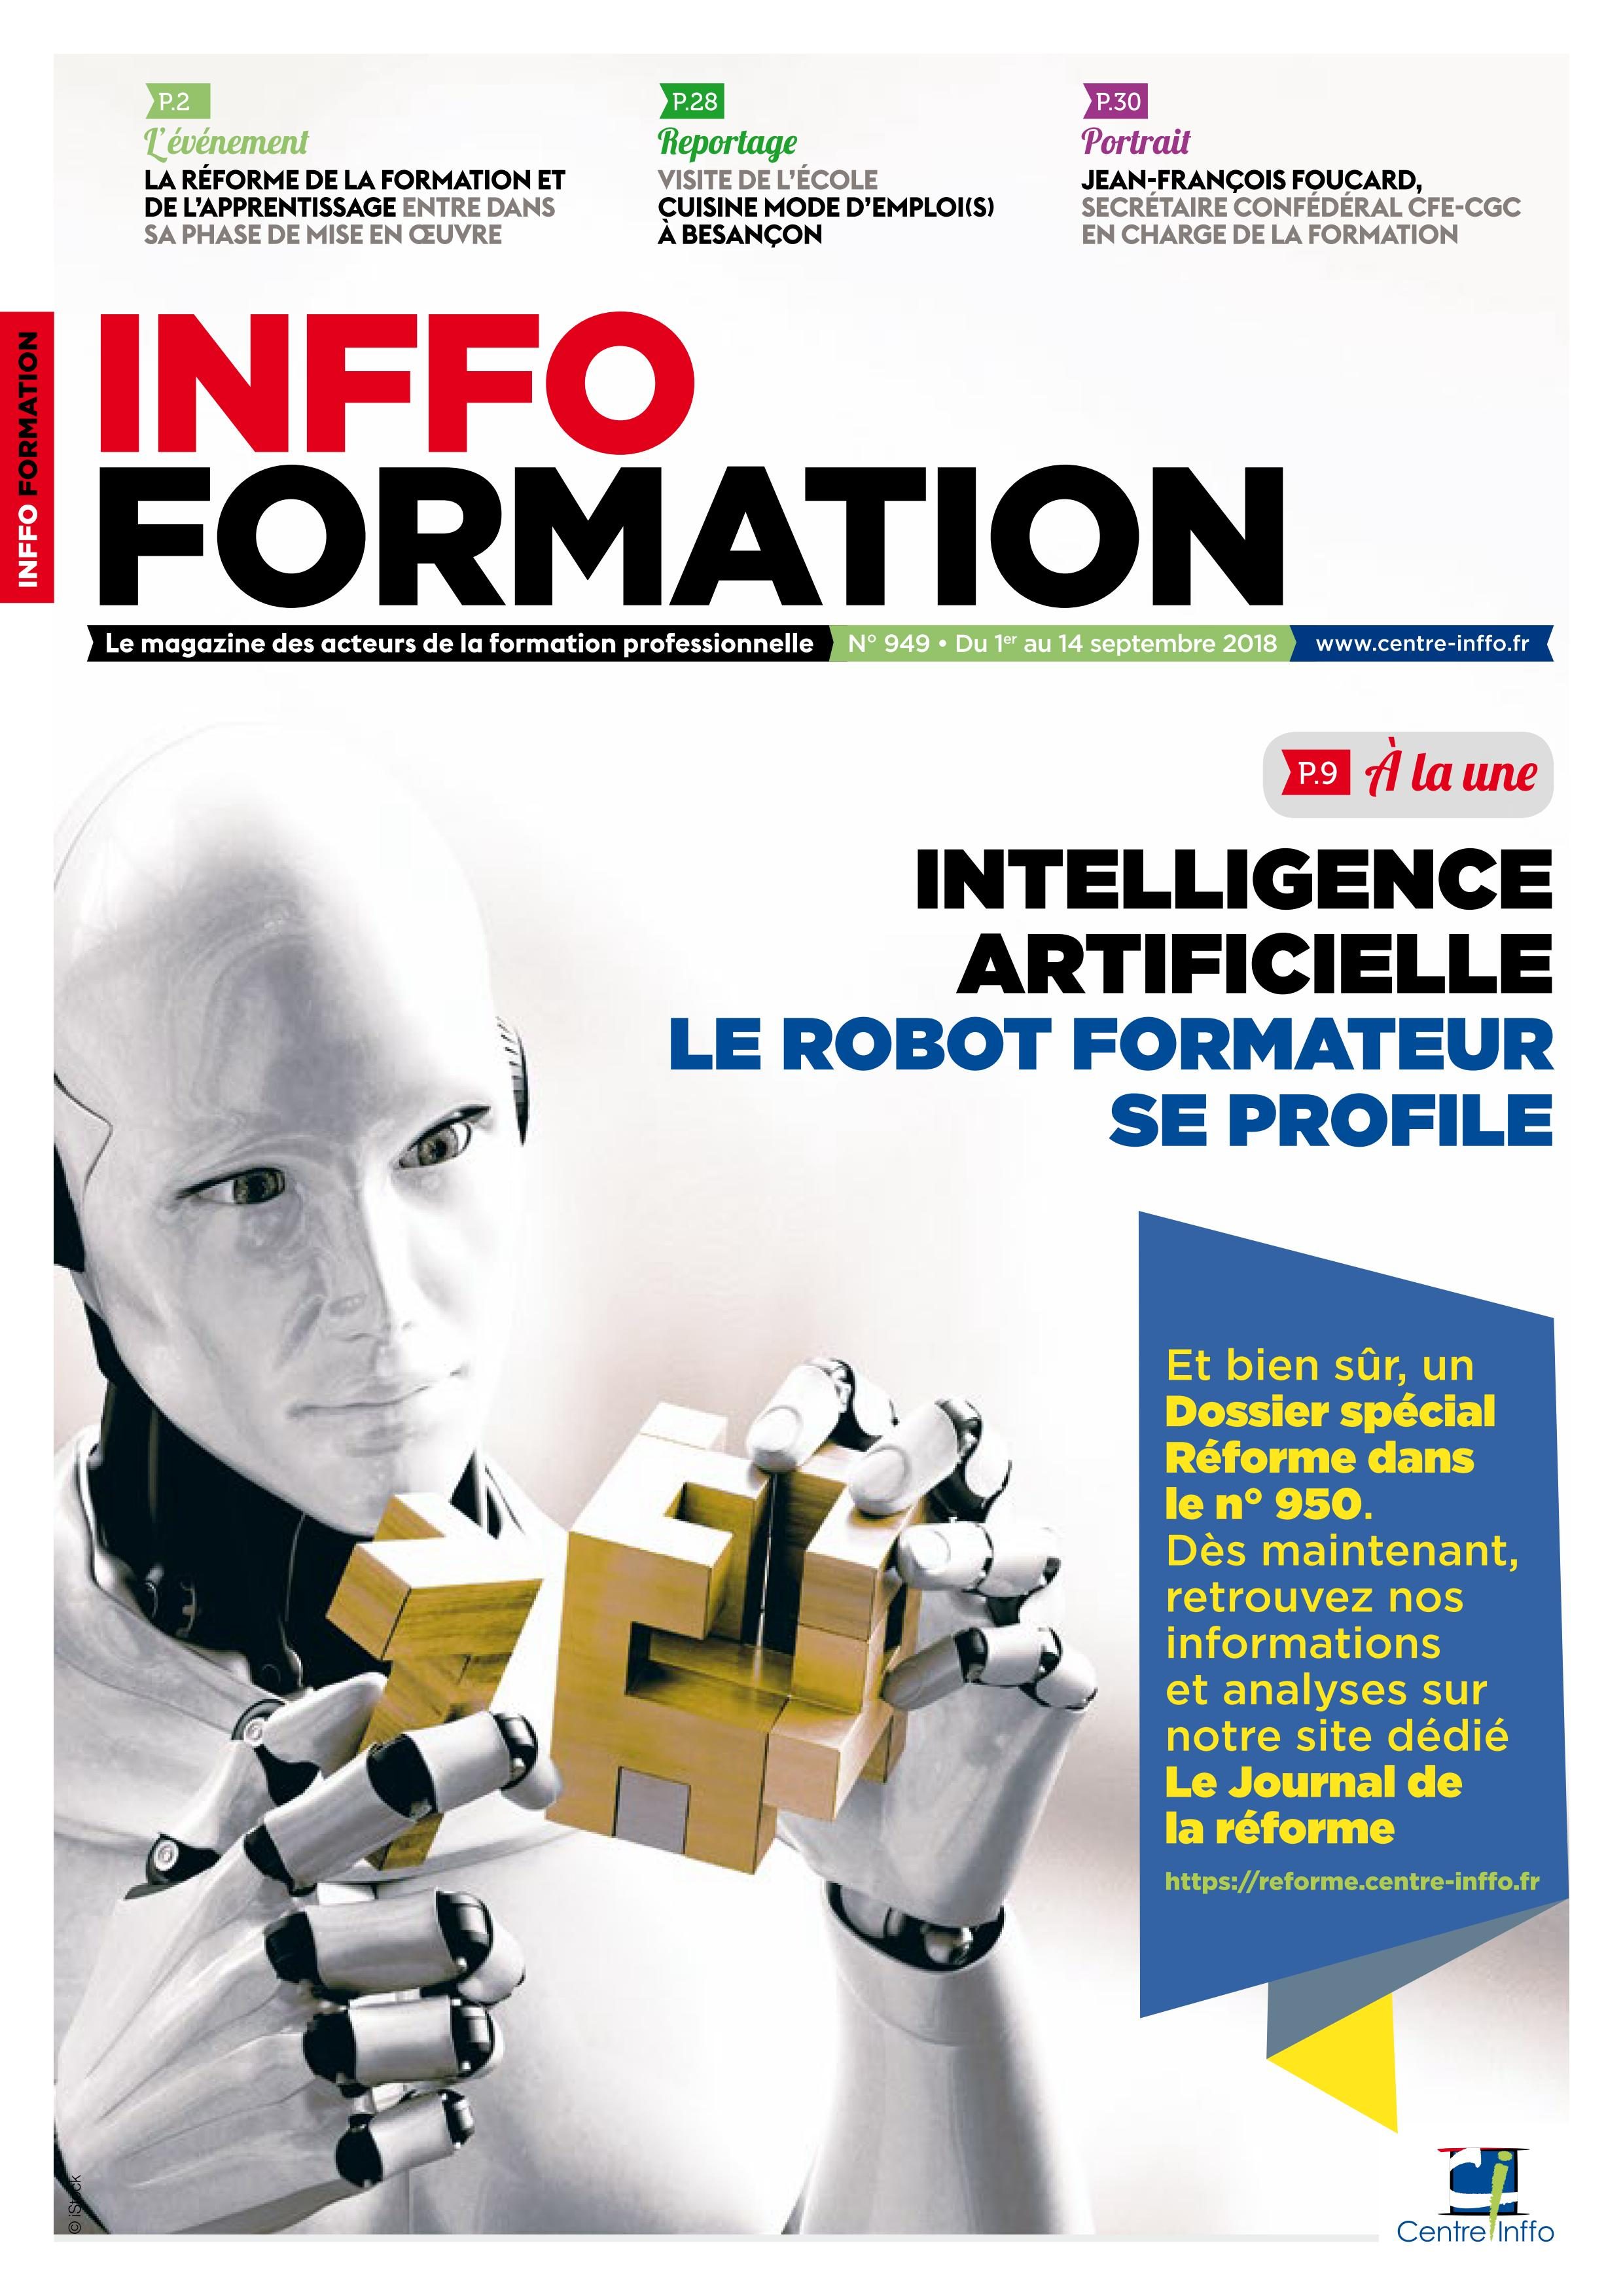 P.2
L'événement
LA RÉFORME DE LA FORMATION ET
DE L'APPRENTISSAGE ENTRE DANS
SA PHASE DE MISE EN ŒUVRE
P.28
Reportage
VISITE DE L'ÉCOLE
CUISINE MODE D'EMPLOI(S)
À BESANÇON
P.30
Portrait
JEAN-FRANÇOIS FOUCARD,
SECRÉTAIRE CONFÉDÉRAL CFE-CGC
EN CHARGE DE LA FORMATION
INFFO FORMATION
INFFO
FORMATION
Le magazine des acteurs de la formation professionnelle N° 949 • Du 1er au 14 septembre 2018 www.centre-inffo.fr
P.9 À la une
INTELLIGENCE
ARTIFICIELLE
LE ROBOT FORMATEUR
SE PROFILE
Et bien sûr, un
Dossier spécial
Réforme dans
le n° 950.
Dès maintenant,
retrouvez nos
informations
et analyses sur
notre site dédié
Le Journal de
la réforme
https://reforme.centre-inffo.fr
© iStock
Centre Inffo